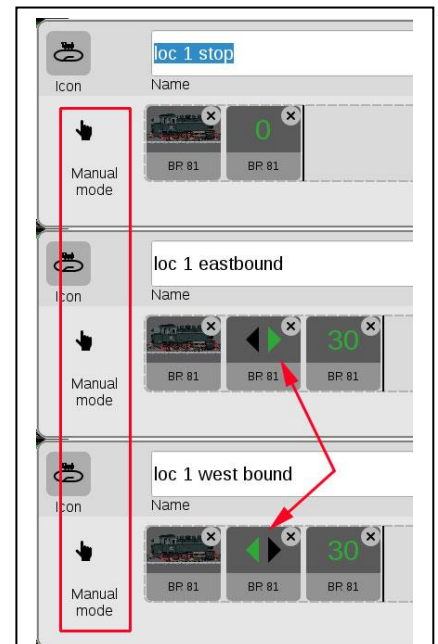 loc 1 stop
Icon
Name
0
BR 81
BR 81
Manual
mode
loc 1 eastbound
Icon
Name
30
BR 81
BR 81
BR 81
Manual
mode
loc 1 west bound
Icon
Name
30
BR 81
BR 81
BR 81
Manual
mode